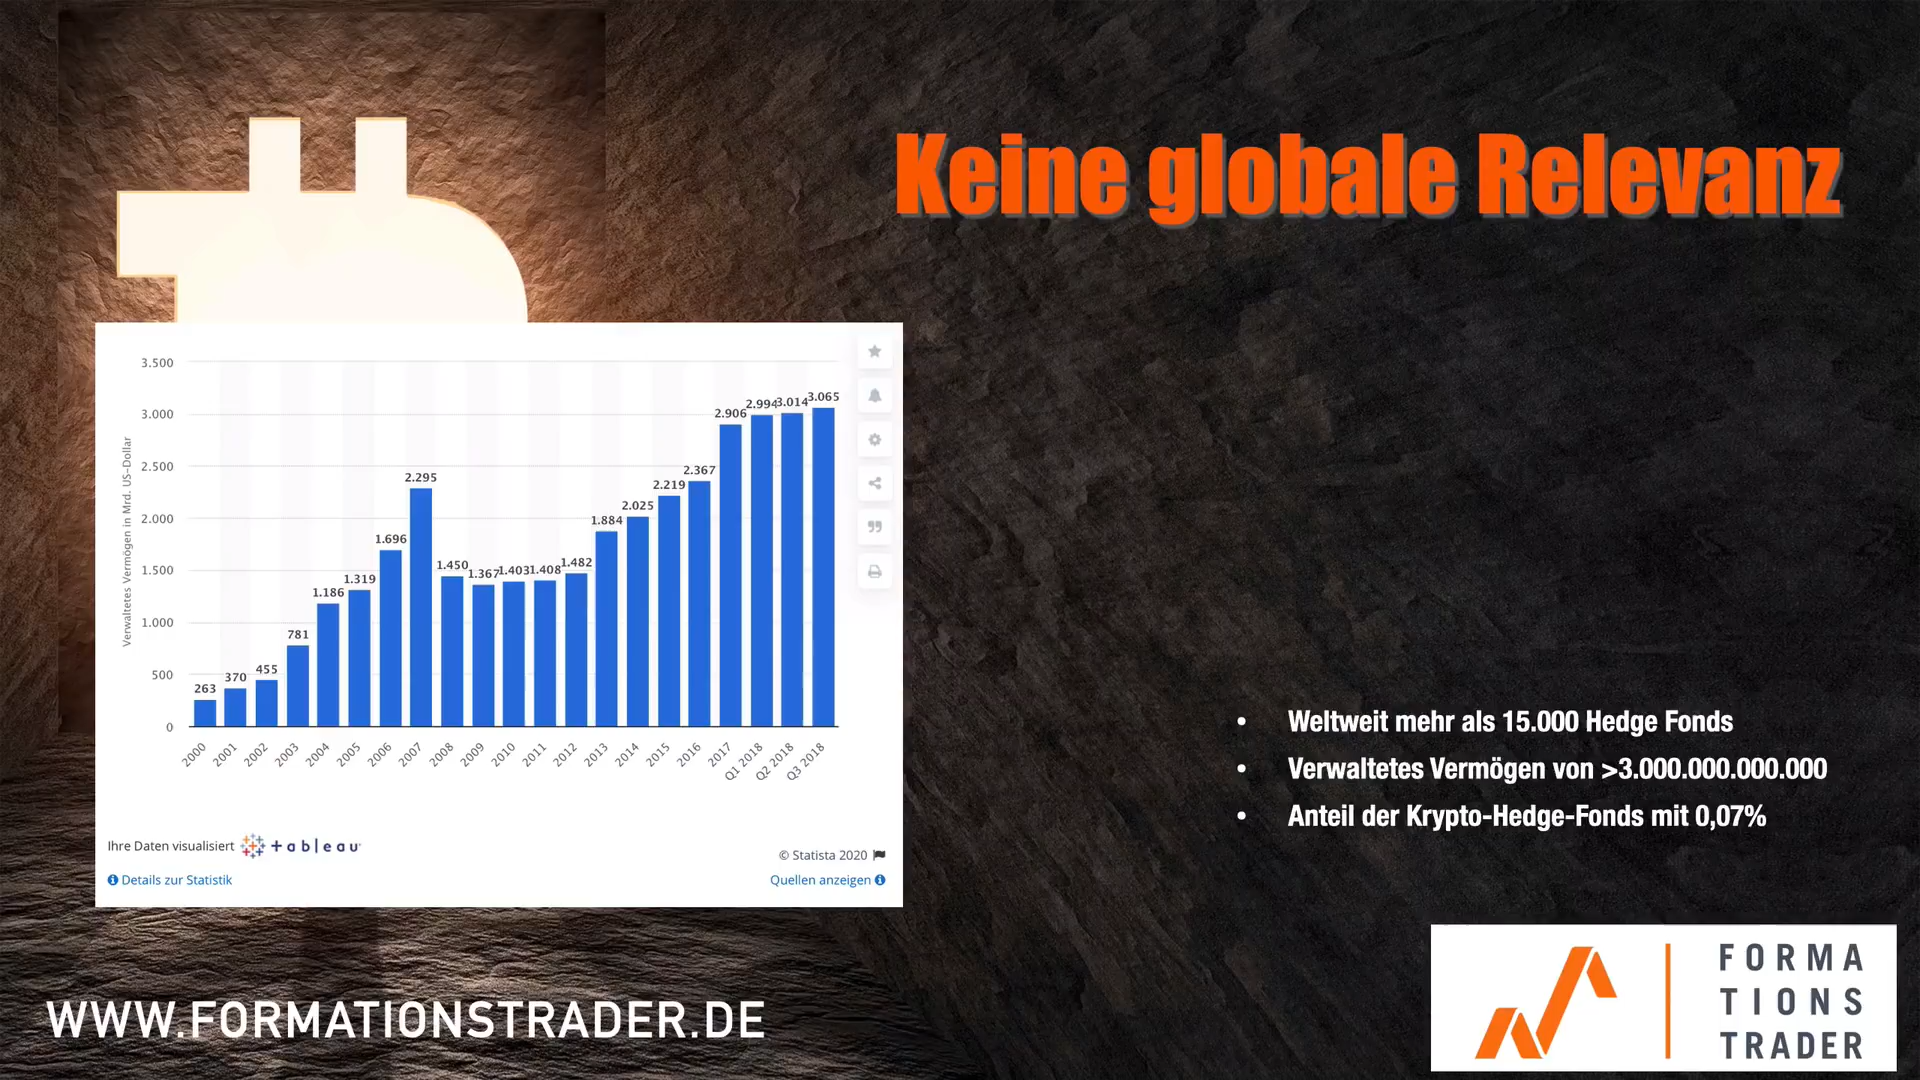 Keine globale Relevanz
3.500
3.000
2.500
2.000
1.500
1.000
500
0
Verwaltetes Vermögen in Mrd. US-Dollar
263
370
455
781
1.186
1.319
1.696
2.295
1.450
1.367
1.403
1.408
1.482
1.884
2.025
2.219
2.367
2.906
2.994
3.014
3.065
2000
2001
2002
2003
2004
2005
2006
2007
2008
2009
2010
2011
2012
2013
2014
2015
2016
2017
Q1 2018
Q2 2018
Q3 2018
Ihre Daten visualisiert +ableau
© Statista 2020
Details zur Statistik
Quellen anzeigen
• Weltweit mehr als 15.000 Hedge Fonds
• Verwaltetes Vermögen von >3.000.000.000.000
• Anteil der Krypto-Hedge-Fonds mit 0,07%
WWW.FORMATIONSTRADER.DE
FORMA
TIONS
TRADER